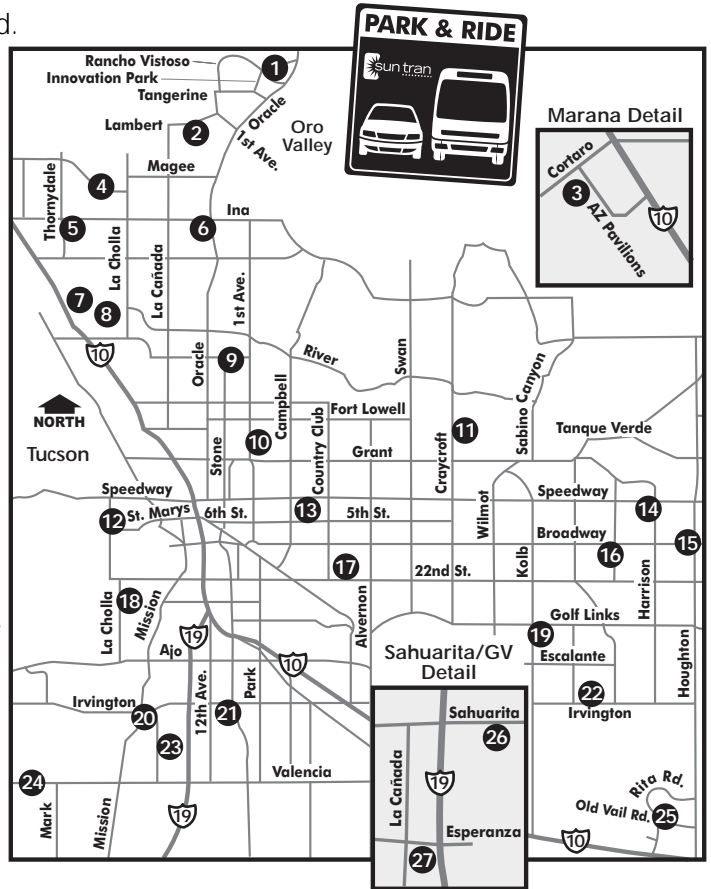 d.
PARK & RIDE
sun tran
Rancho Vistoso
Innovation Park
Tangerine
Lambert
Oracle
1st Ave.
Oro
Valley
Magee
Thornydale
La Cholla
La Cañada
Ina
1st Ave.
Oracle
River
Swan
Sabino Canyon
Campbell
Country Club
Fort Lowell
Grant
Stone
Craycroft
Tanque Verde
NORTH
Tucson
Speedway
St. Marys
6th St.
5th St.
Wilmot
Kolb
Speedway
Broadway
22nd St.
Harrison
Houghton
Alvernon
Golf Links
Escalante
Irvington
La Cholla
Mission
Ajo
12th Ave.
Park
Irvington
Valencia
Mark
Mission
Rita Rd.
Old Vail Rd.
Marana Detail
Cortaro
AZ Pavilions
10
Sahuarita/GV
Detail
Sahuarita
La Cañada
19
Esperanza
10
19
10
19
10
1
2
3
4
5
6
7
8
9
10
11
12
13
14
15
16
17
18
19
20
21
22
23
24
25
26
27